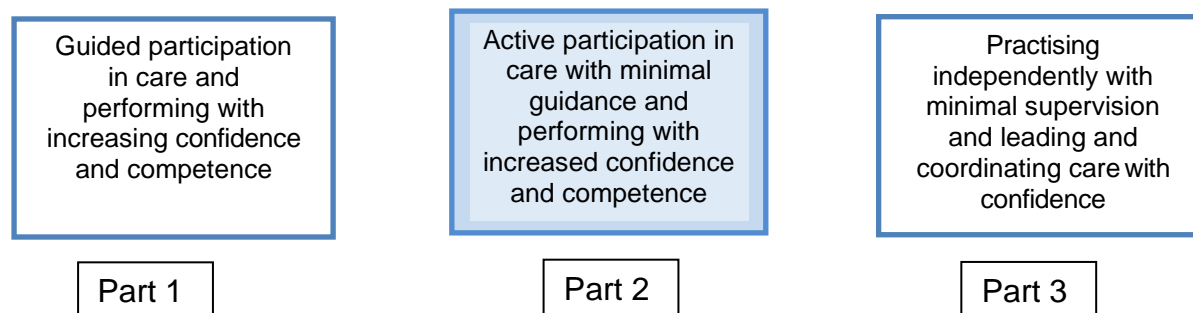 Guided participation
in care and
performing with
increasing confidence
and competence
Active participation in
care with minimal
guidance and
performing with
increased confidence
and competence
Practising
independently with
minimal supervision
and leading and
coordinating care with
confidence
Part 1
Part 2
Part 3